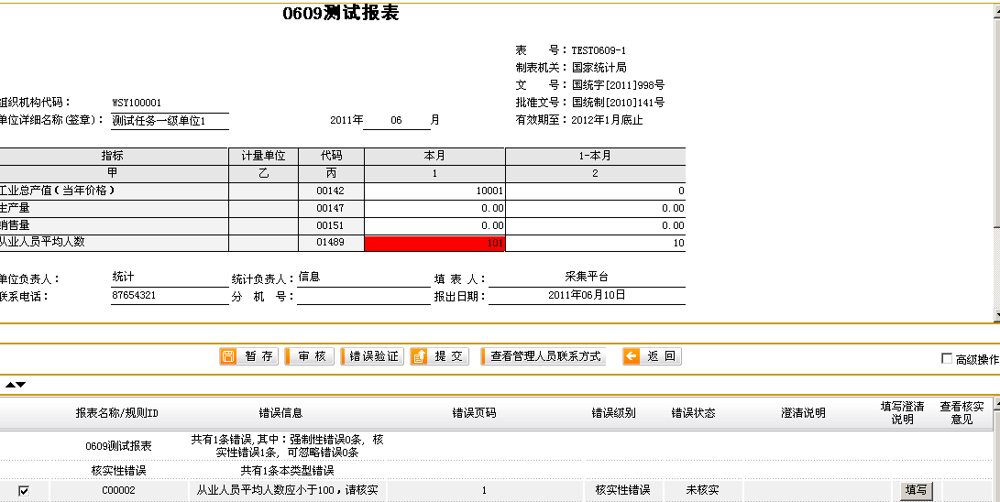 0609测试报表
表 号：TEST0609-1
制表机关：国家统计局
文 号：国统字[2011]998号
组织机构代码： WSY100001 批准文号：国统制[2010]141号
单位详细名称(签章)： 测试任务一级单位1 2011年 06 月 有效期至：2012年1月底止
指标 计量单位 代码 本月 1-本月
甲 乙 丙 1 2
工业总产值(当年价格) 00142 10001 0
生产量 00147 0.00 0.00
销售量 00151 0.00 0.00
从业人员平均人数 01489 101 10
单位负责人： 统计 统计负责人：信息 填 表 人： 采集平台
联系电话： 87654321 分 机 号： 报出日期： 2011年06月10日
暂 存 审 核 错误验证 提 交 查看管理人员联系方式 返 回 高级操作
报表名称/规则ID 错误信息 错误页码 错误级别 错误状态 澄清说明 填写澄清说明 查看核实意见
0609测试报表 共有1条错误,其中：强制性错误0条, 核
实性错误1条, 可忽略错误0条
核实性错误 共有1条本类型错误
C00002 从业人员平均人数应小于100，请核实 1 核实性错误 未核实 填写